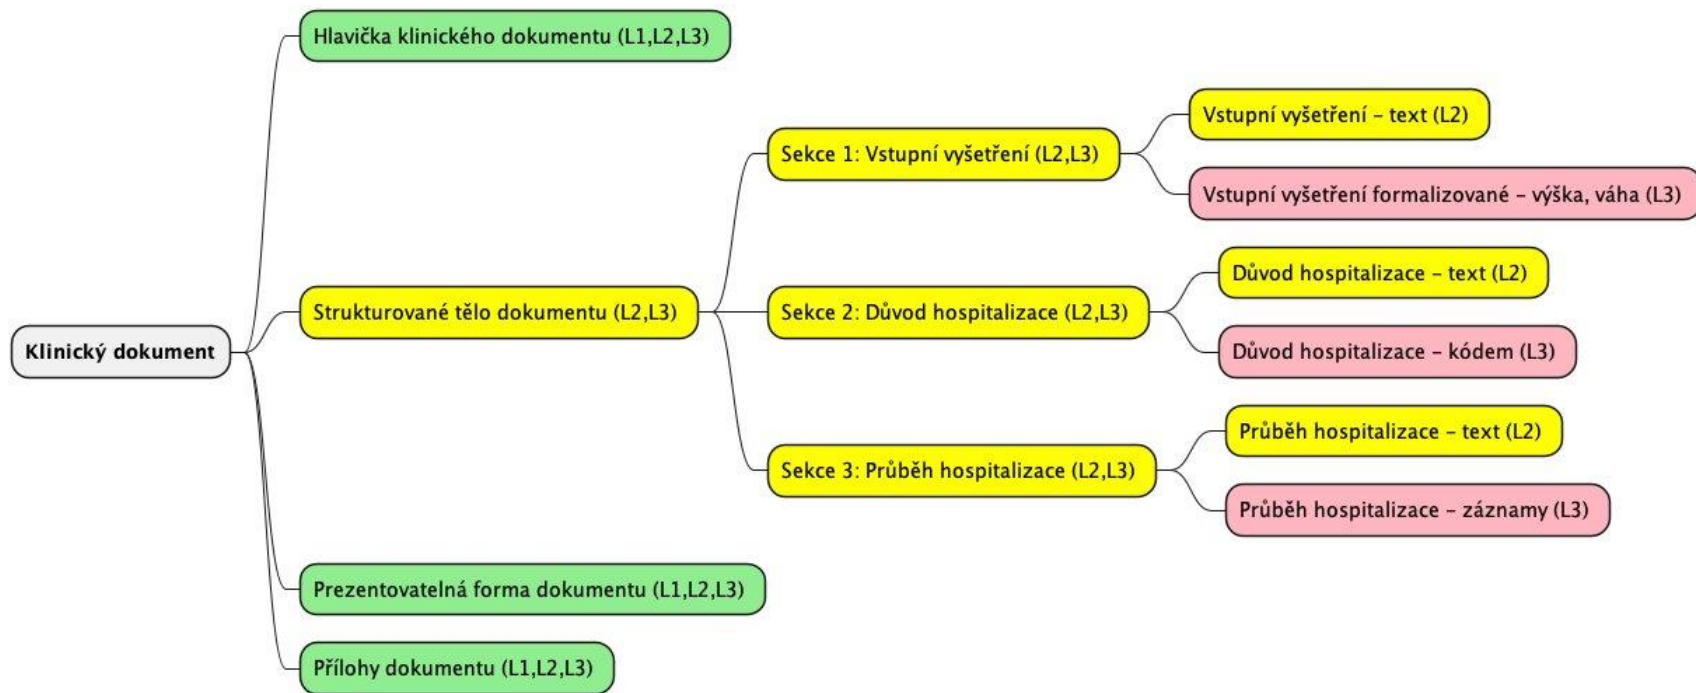 Hlavička klinického dokumentu (L1,L2,L3)
Vstupní vyšetření – text (L2)
Sekce 1: Vstupní vyšetření (L2,L3)
Vstupní vyšetření formalizované – výška, váha (L3)
Důvod hospitalizace – text (L2)
Strukturované tělo dokumentu (L2,L3)
Sekce 2: Důvod hospitalizace (L2,L3)
Klinický dokument
Důvod hospitalizace – kódem (L3)
Průběh hospitalizace – text (L2)
Sekce 3: Průběh hospitalizace (L2,L3)
Průběh hospitalizace – záznamy (L3)
Prezentovatelná forma dokumentu (L1,L2,L3)
Přílohy dokumentu (L1,L2,L3)